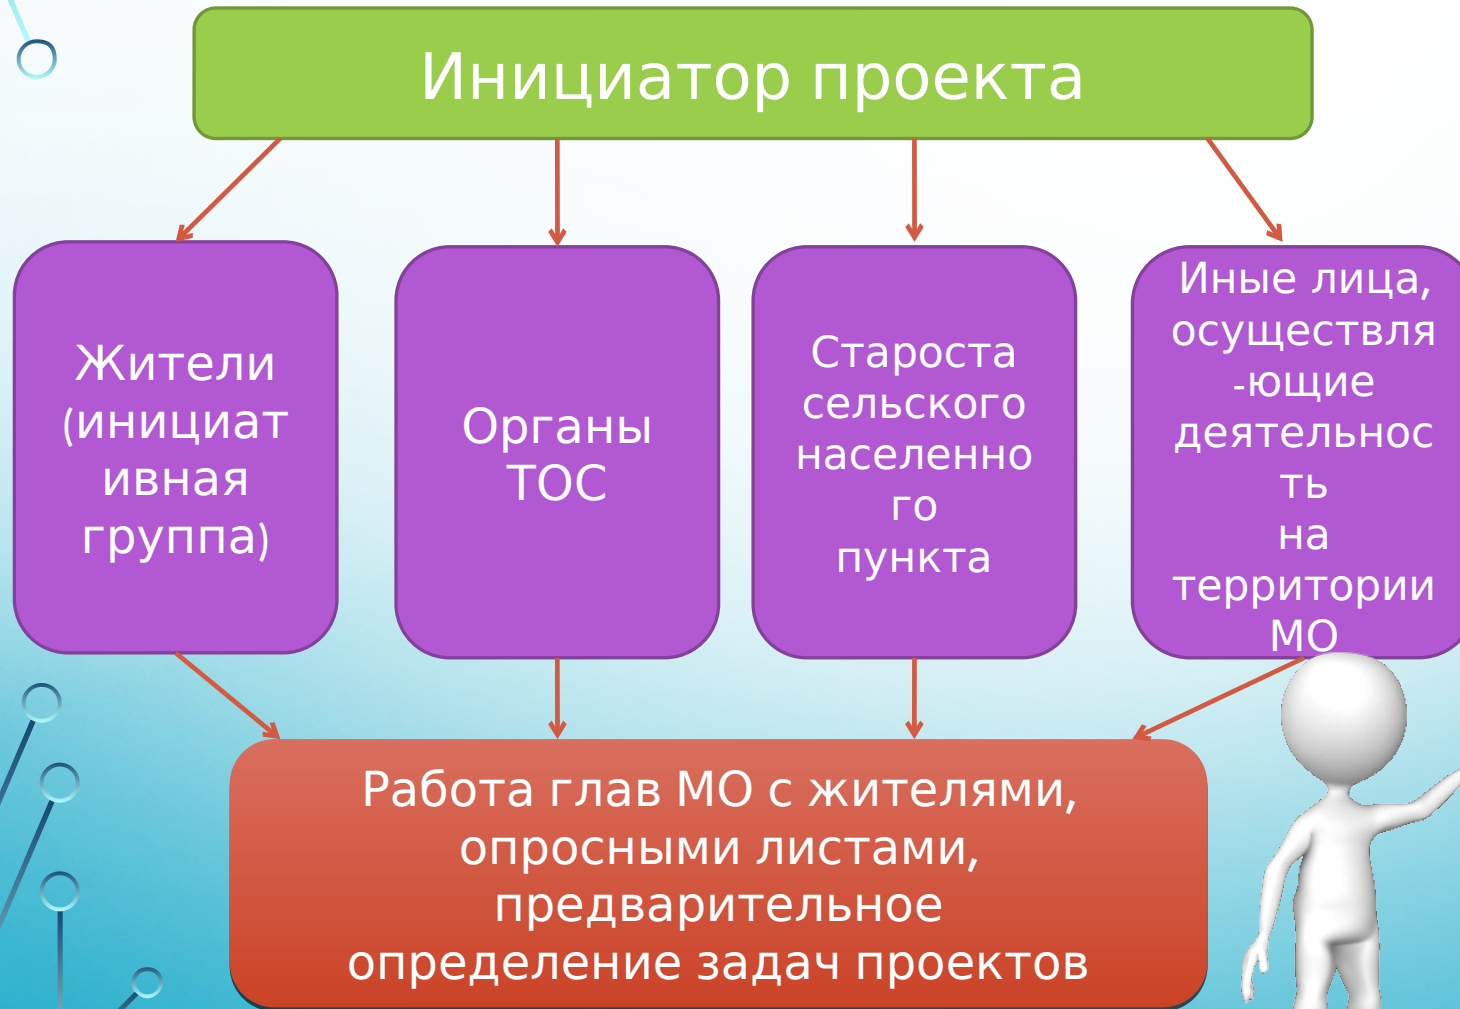 Инициатор проекта
Жители
(инициат
ивная
группа)
Органы
ТОС
Староста
сельского
населенно
го
пункта
Иные лица,
осуществля
-ющие
деятельнос
ть
на
территории
МО
Работа глав МО с жителями,
опросными листами,
предварительное
определение задач проектов